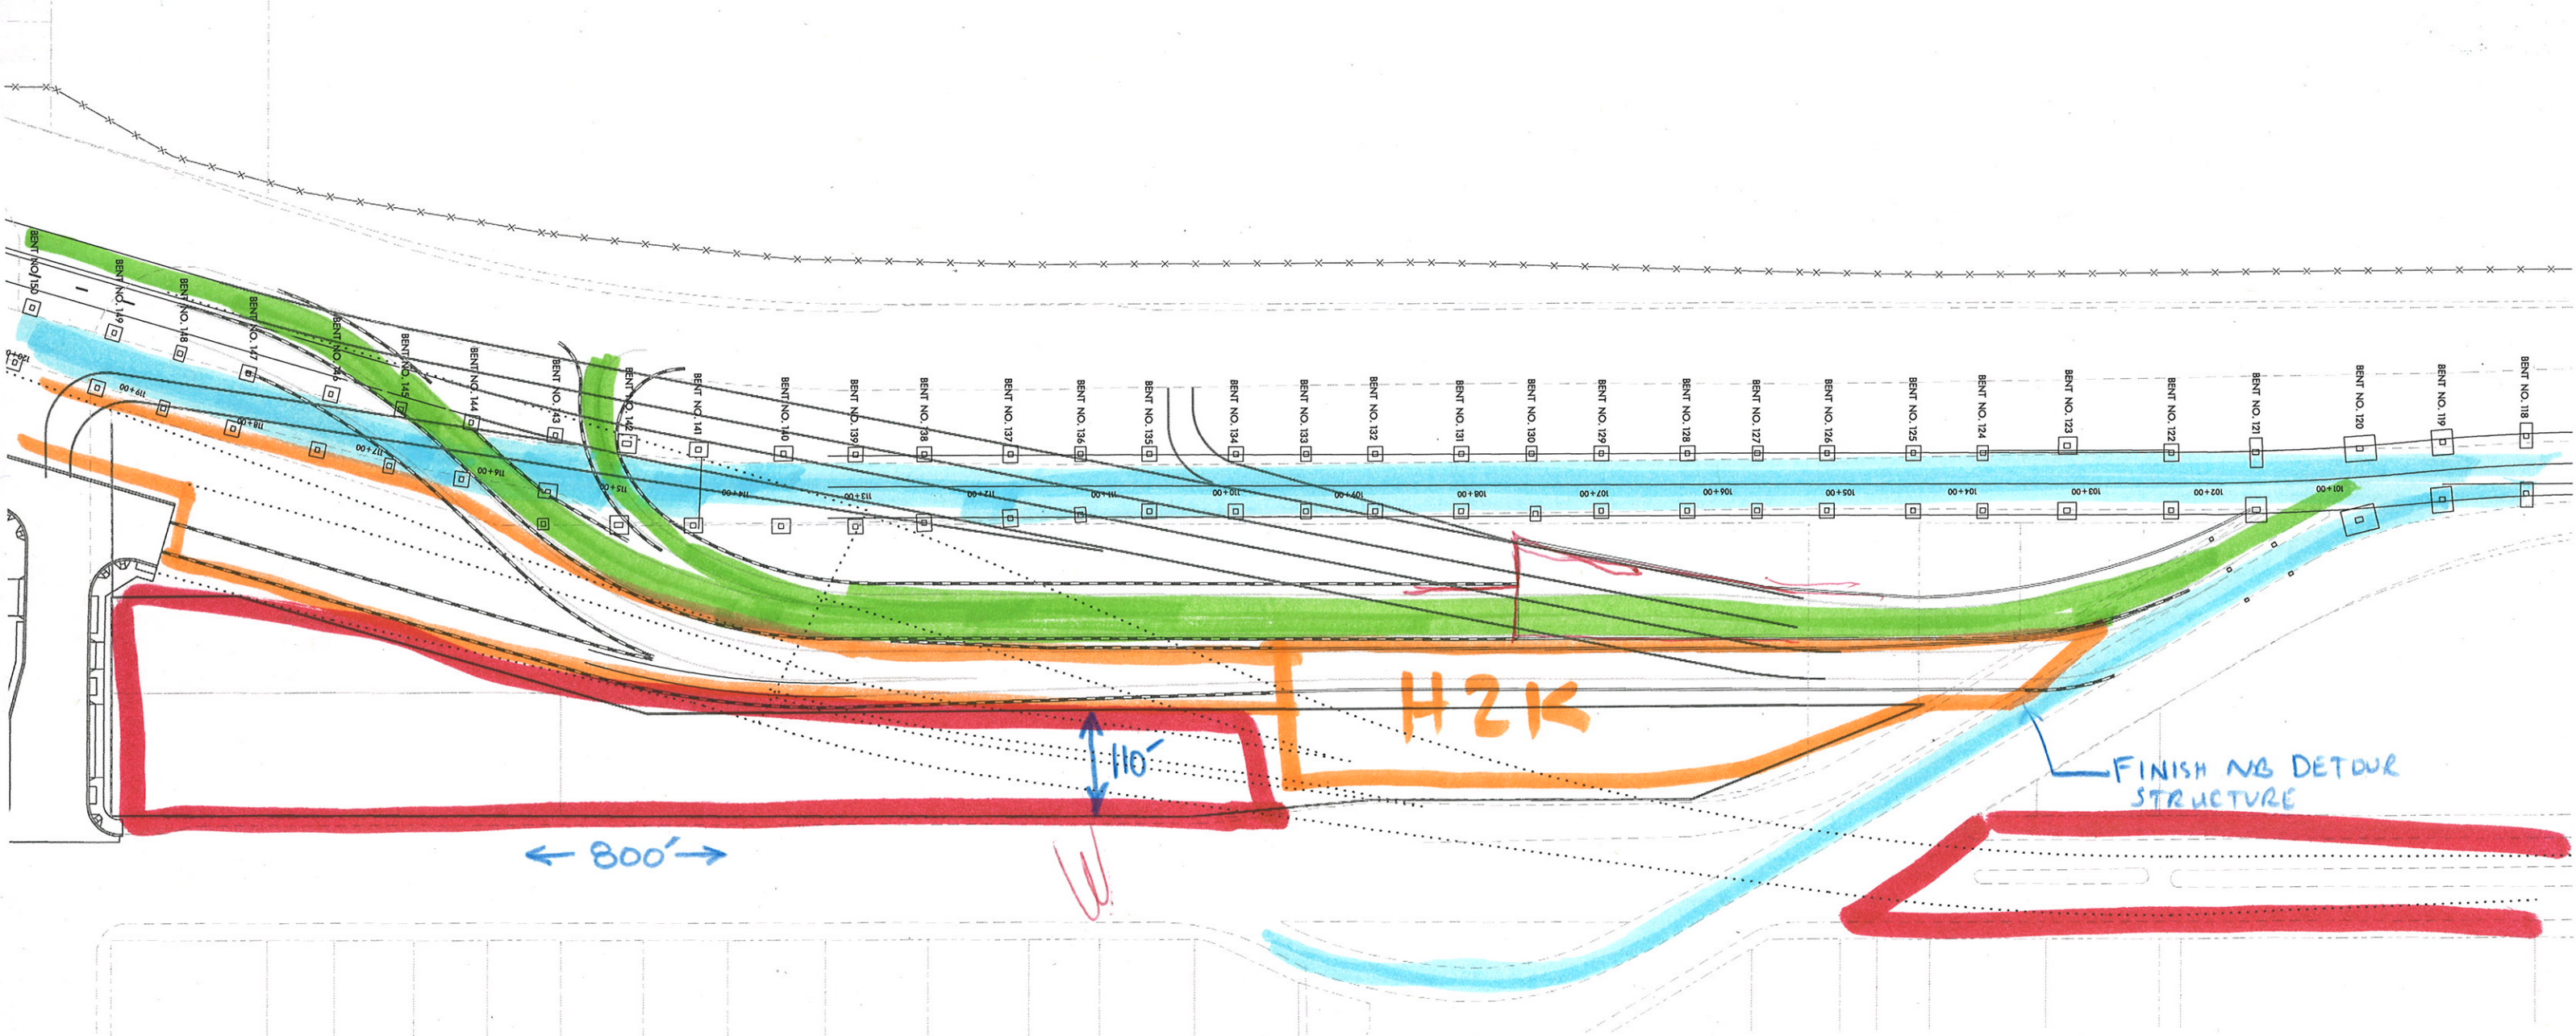 BENT NO. 150
BENT NO. 149
BENT NO. 148
BENT NO. 147
BENT NO. 146
BENT NO. 145
BENT NO. 144
BENT NO. 143
BENT NO. 142
BENT NO. 141
BENT NO. 140
BENT NO. 139
BENT NO. 138
BENT NO. 137
BENT NO. 136
BENT NO. 135
BENT NO. 134
BENT NO. 133
BENT NO. 132
BENT NO. 131
BENT NO. 130
BENT NO. 129
BENT NO. 128
BENT NO. 127
BENT NO. 126
BENT NO. 125
BENT NO. 124
BENT NO. 123
BENT NO. 122
BENT NO. 121
BENT NO. 120
BENT NO. 119
BENT NO. 118
119+00
118+00
117+00
116+00
115+00
114+00
113+00
112+00
111+00
110+00
109+00
108+00
107+00
106+00
105+00
104+00
103+00
102+00
101+00
H2K
110'
FINISH NB DETOUR
STRUCTURE
← 800' →